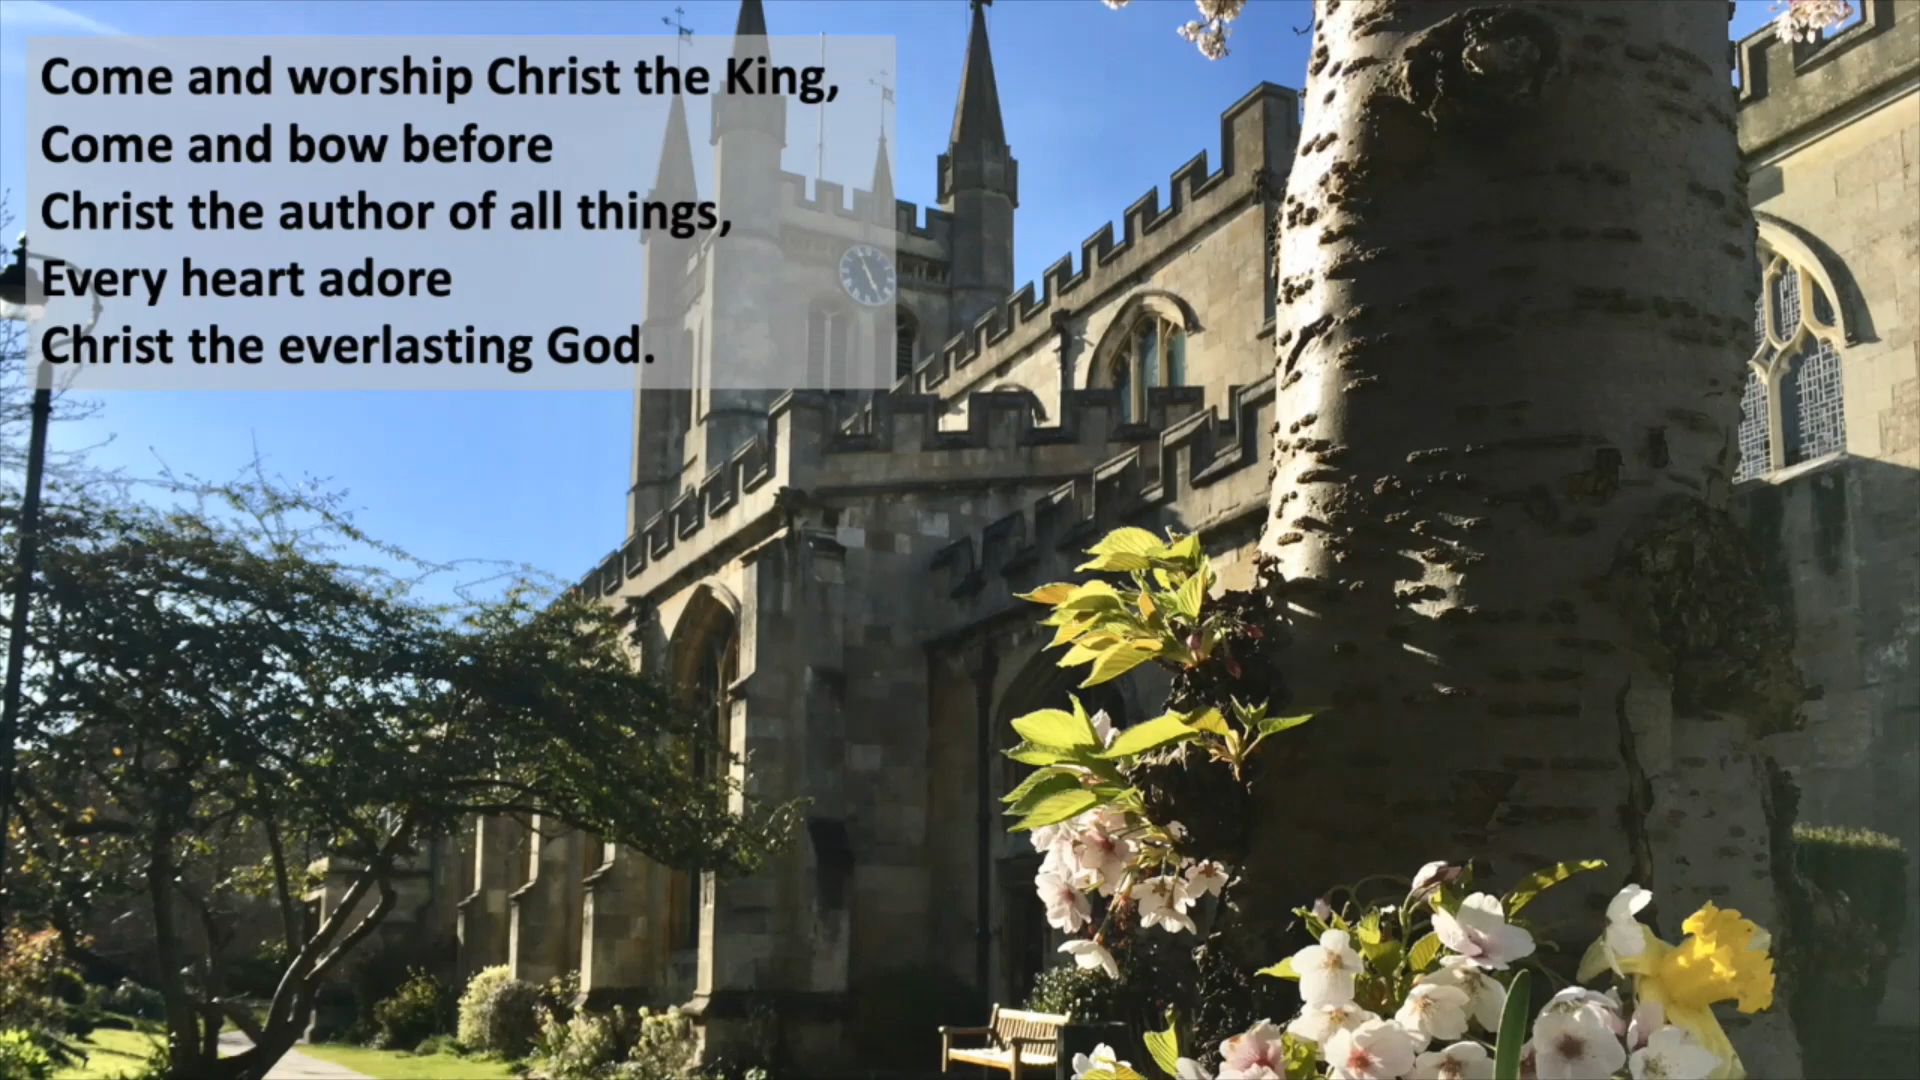 Come and worship Christ the King,
Come and bow before
Christ the author of all things,
Every heart adore
Christ the everlasting God.